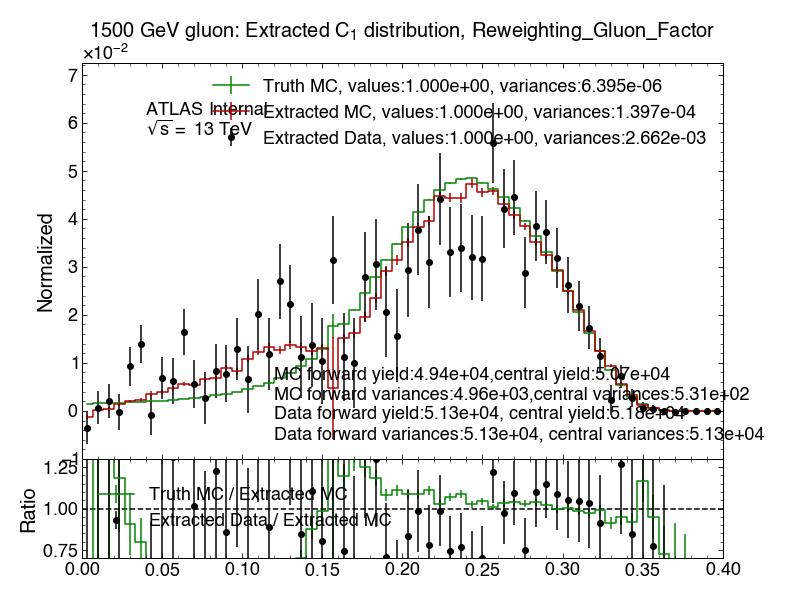 1500 GeV gluon: Extracted C₁ distribution, Reweighting_Gluon_Factor
×10⁻²
Truth MC, values:1.000e+00, variances:6.395e-06
ATLAS Internal
Extracted MC, values:1.000e+00, variances:1.397e-04
√s = 13 TeV
Extracted Data, values:1.000e+00, variances:2.662e-03
Normalized
7
6
5
4
3
2
1
0
-1
MC forward yield:4.94e+04,central yield:5.07e+04
MC forward variances:4.96e+03,central variances:5.31e+02
Data forward yield:5.13e+04, central yield:5.18e+04
Data forward variances:5.13e+04, central variances:5.13e+04
Ratio
1.25
1.00
0.75
Truth MC / Extracted MC
Extracted Data / Extracted MC
0.00 0.05 0.10 0.15 0.20 0.25 0.30 0.35 0.40